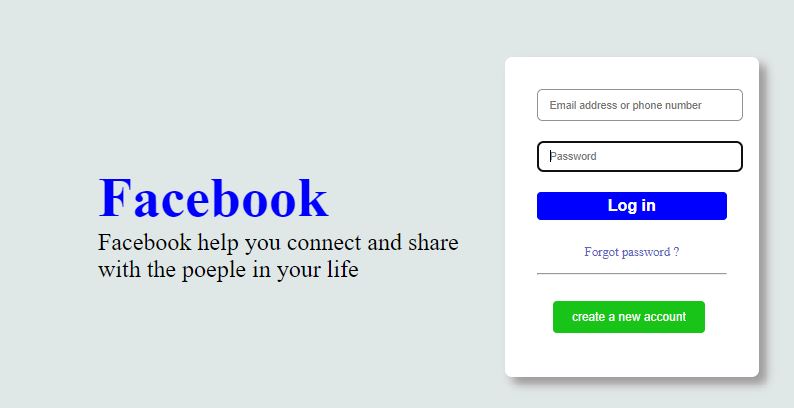 Facebook
Facebook help you connect and share
with the poeple in your life
Email address or phone number
Password
Log in
Forgot password ?
create a new account